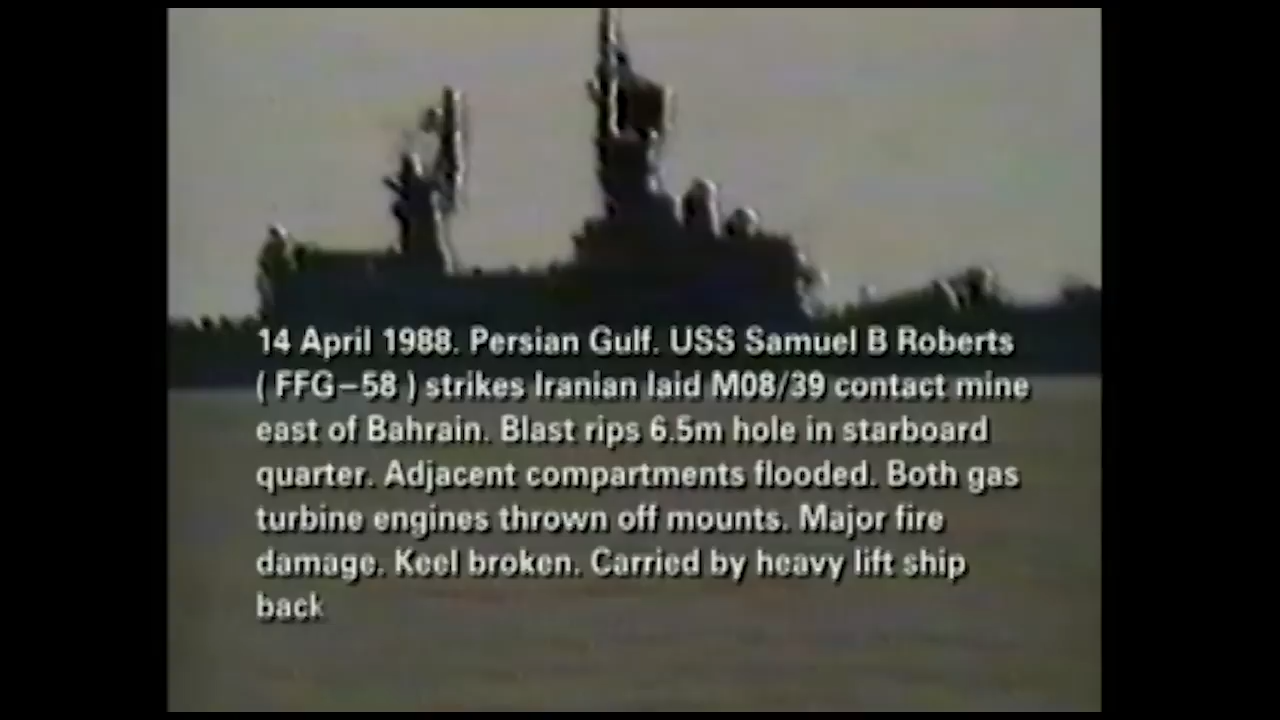 14 April 1988. Persian Gulf. USS Samuel B Roberts
( FFG-58 ) strikes Iranian laid M08/39 contact mine
east of Bahrain. Blast rips 6.5m hole in starboard
quarter. Adjacent compartments flooded. Both gas
turbine engines thrown off mounts. Major fire
damage. Keel broken. Carried by heavy lift ship
back